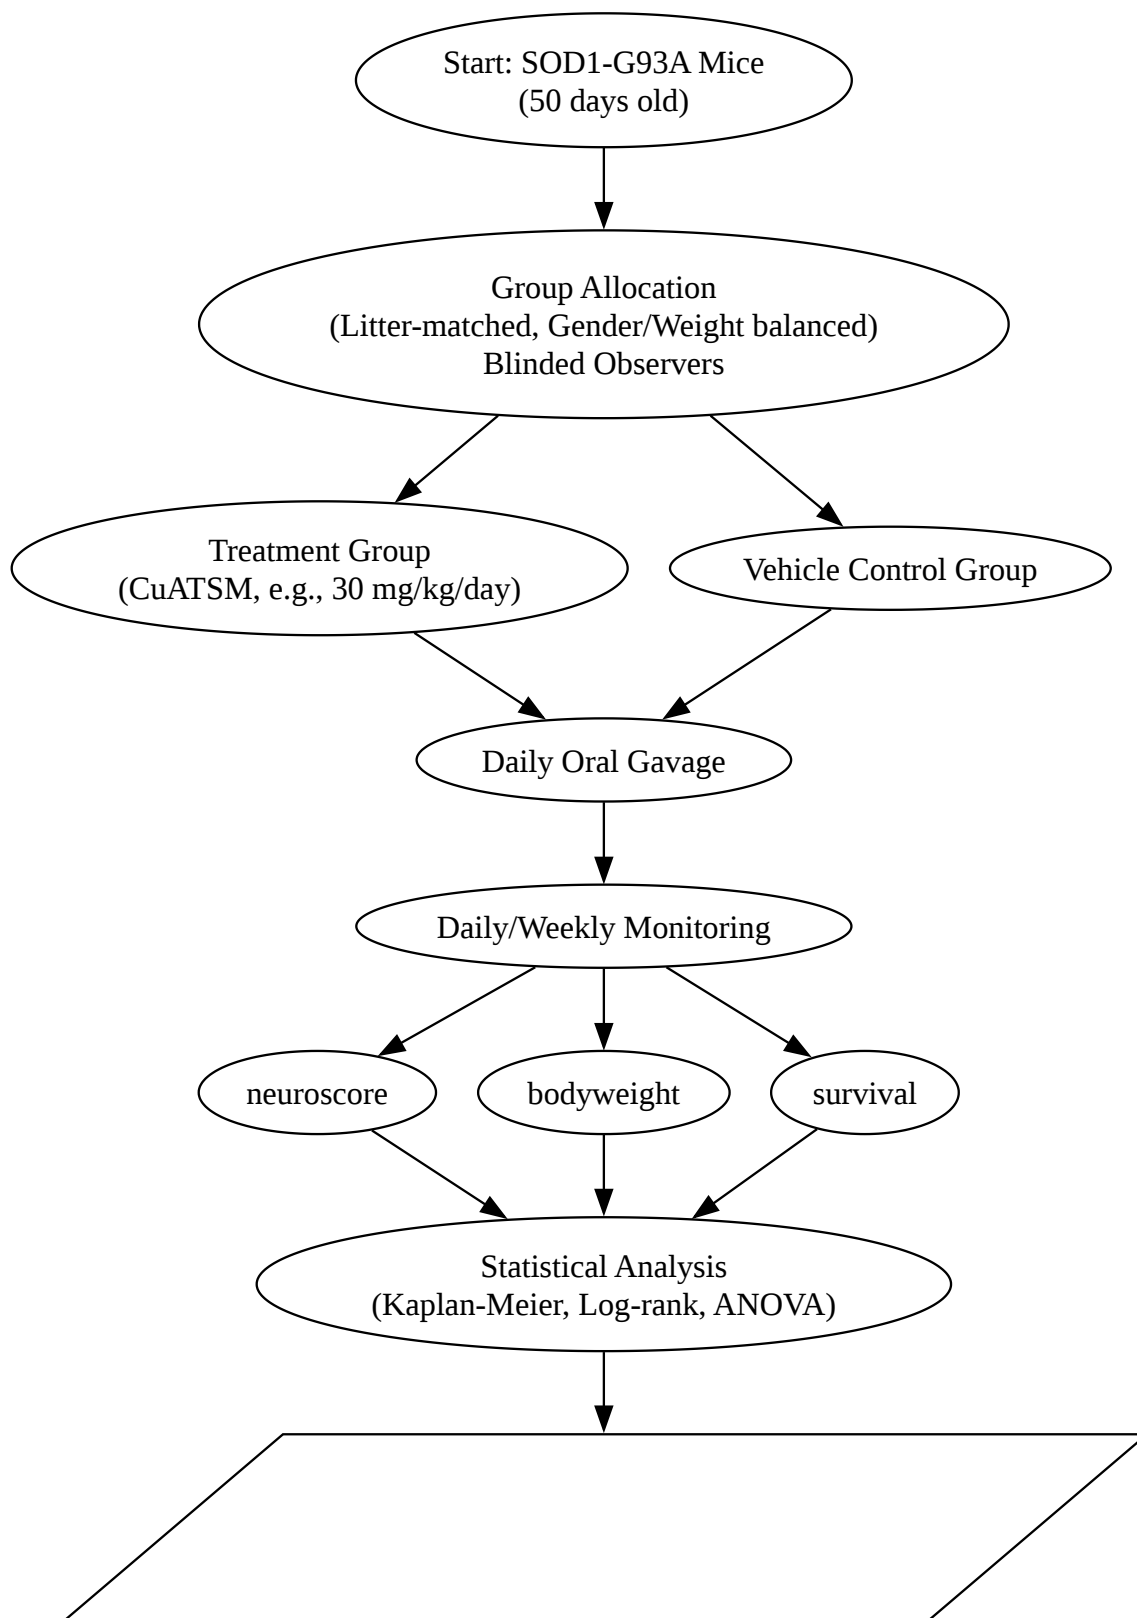 Start: SOD1-G93A Mice
(50 days old)
Group Allocation
(Litter-matched, Gender/Weight balanced)
Blinded Observers
Treatment Group
(CuATSM, e.g., 30 mg/kg/day)
Vehicle Control Group
Daily Oral Gavage
Daily/Weekly Monitoring
neuroscore
bodyweight
survival
Statistical Analysis
(Kaplan-Meier, Log-rank, ANOVA)